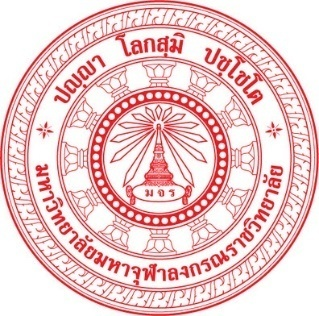 ปญฺญา โลกสฺมิ ปชฺโชโต
ม จ ร
มหาวิทยาลัยมหาจุฬาลงกรณราชวิทยาลัย